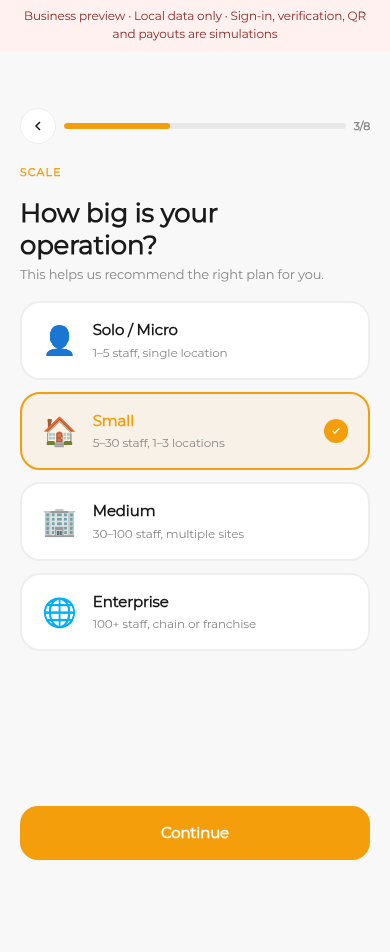 Business preview · Local data only · Sign-in, verification, QR
and payouts are simulations
3/8
SCALE
How big is your
operation?
This helps us recommend the right plan for you.
Solo / Micro
1–5 staff, single location
Small
5–30 staff, 1–3 locations
Medium
30–100 staff, multiple sites
Enterprise
100+ staff, chain or franchise
Continue